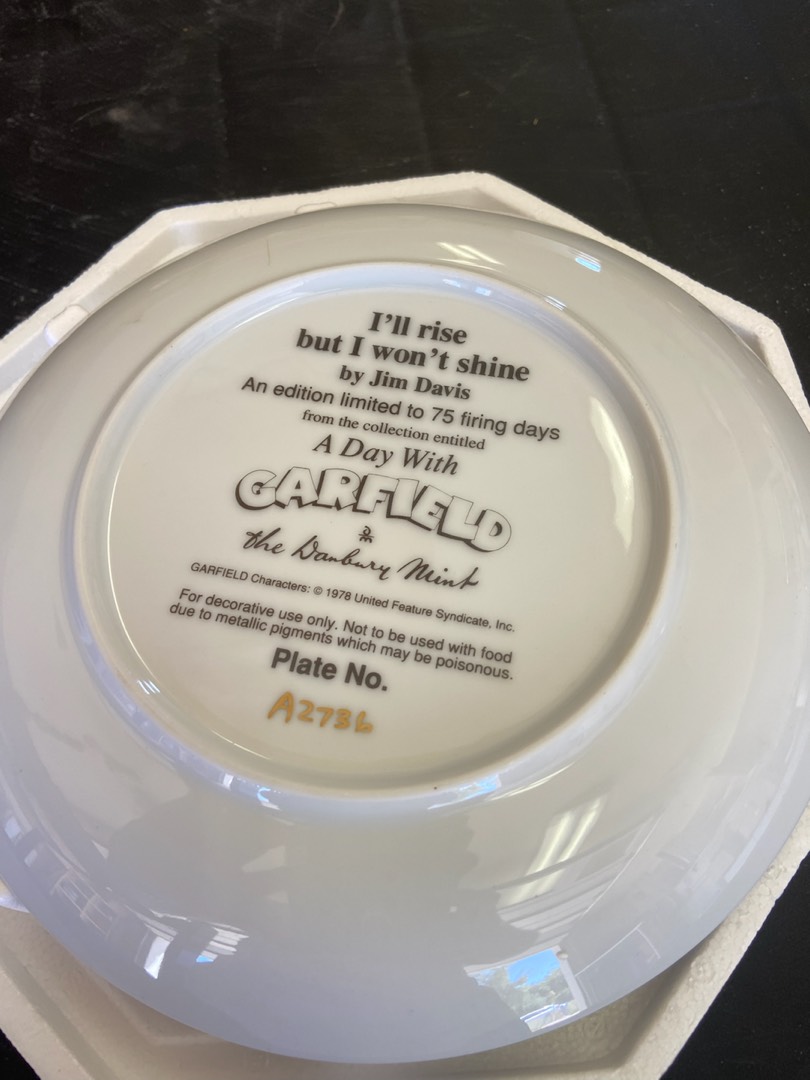 I'll rise
but I won't shine
by Jim Davis
An edition limited to 75 firing days
from the collection entitled
A Day With
GARFIELD
the Danbury Mint
GARFIELD Characters: © 1978 United Feature Syndicate, Inc.
For decorative use only. Not to be used with food
due to metallic pigments which may be poisonous.
Plate No.
A2736